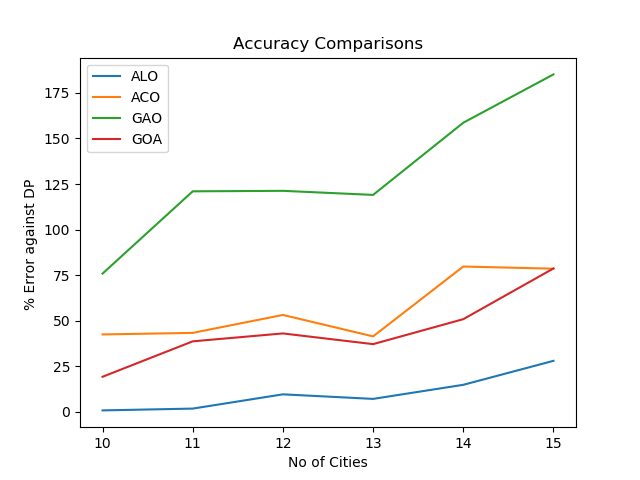 Accuracy Comparisons
ALO
ACO
GAO
GOA
% Error against DP
175
150
125
100
75
50
25
0
10 11 12 13 14 15
No of Cities